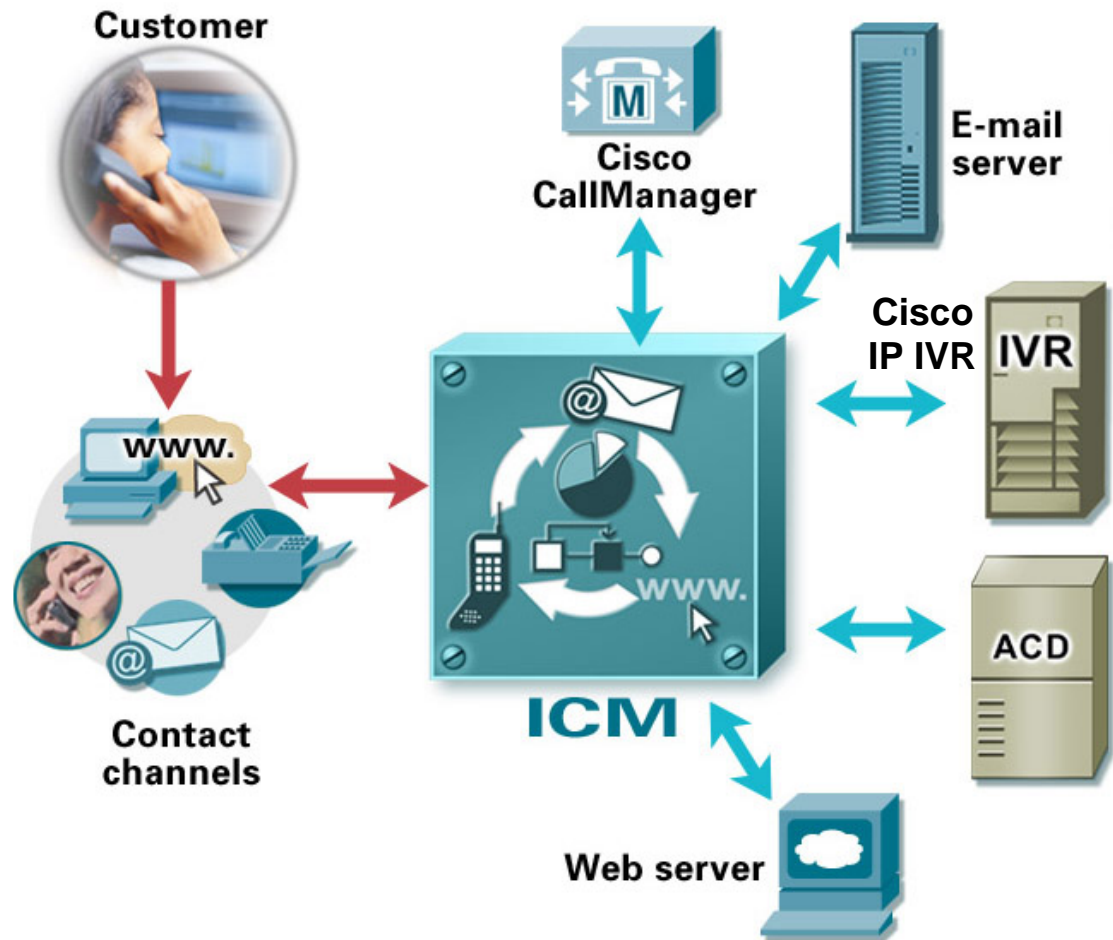 Customer
M
Cisco
CallManager
E-mail
server
Cisco
IP IVR
IVR
www.
@
www.
@
ICM
ACD
Contact
channels
Web server